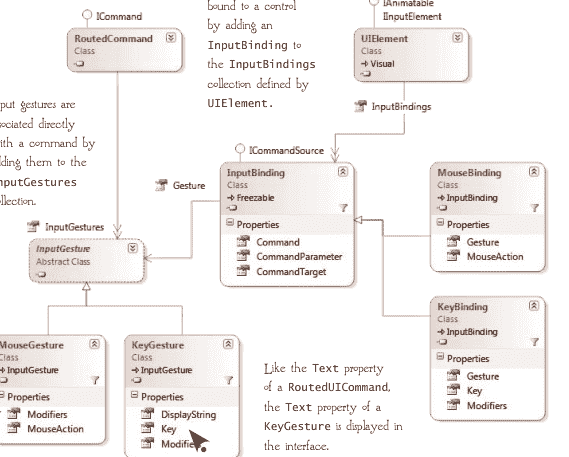 ICommand
RoutedCommand
Class
bound to a control
by adding an
InputBinding to
the InputBindings
collection defined by
UIElement.
IAnimatable
IInputElement
UIElement
Class
Visual
InputBindings
put gestures are
sociated directly
ith a command by
dding them to the
nputGestures
ollection.
InputGestures
Gesture
InputGesture
Abstract Class
ICommandSource
InputBinding
Class
Freezable
Properties
Command
CommandParameter
CommandTarget
MouseBinding
Class
InputBinding
Properties
Gesture
MouseAction
KeyBinding
Class
InputBinding
Properties
Gesture
Key
Modifiers
MouseGesture
Class
InputGesture
Properties
Modifiers
MouseAction
KeyGesture
Class
InputGesture
Properties
DisplayString
Key
Modifie
Like the Text property
of a RoutedUICommand,
the Text property of a
KeyGesture is displayed in
the interface.